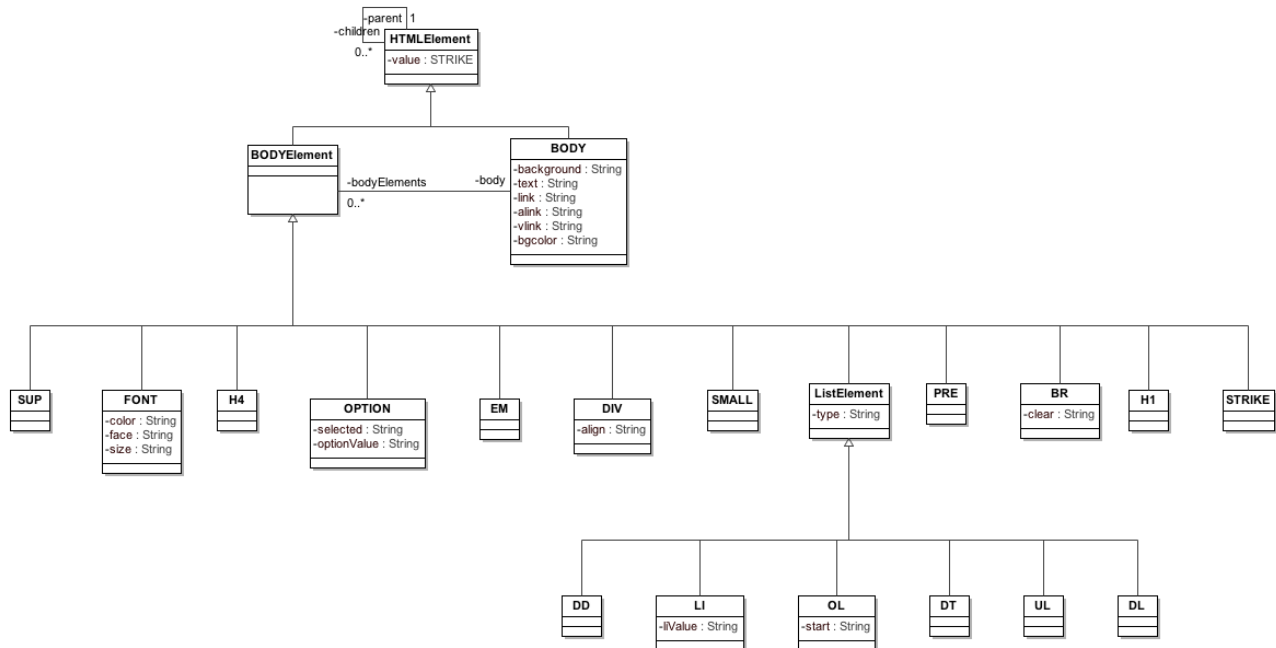 -parent 1
-children
0..*
HTMLElement
-value : STRIKE
BODYElement
-bodyElements
0..*
-body
BODY
-background : String
-text : String
-link : String
-alink : String
-vlink : String
-bgcolor : String
SUP
FONT
-color : String
-face : String
-size : String
H4
OPTION
-selected : String
-optionValue : String
EM
DIV
-align : String
SMALL
ListElement
-type : String
PRE
BR
-clear : String
H1
STRIKE
DD
LI
-liValue : String
OL
-start : String
DT
UL
DL